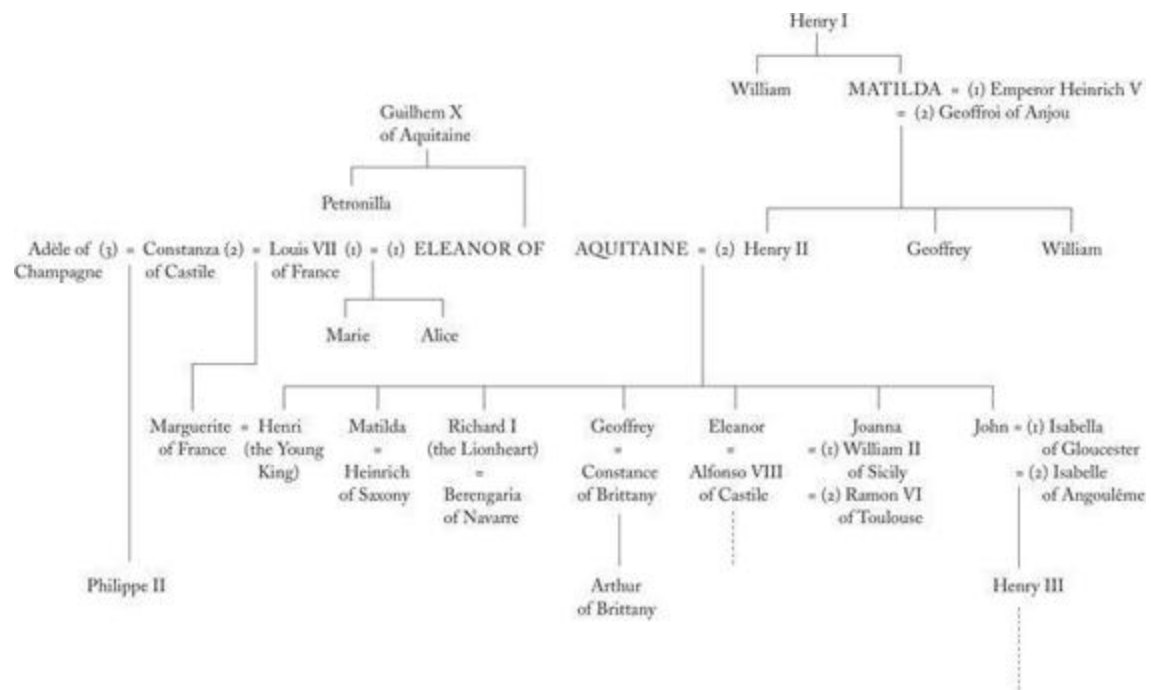 Henry I
William MATILDA = (1) Emperor Heinrich V
= (2) Geoffroi of Anjou
Guilhem X
of Aquitaine
Petronilla
Adèle of (3) = Constanza (2) = Louis VII (1) = (1) ELEANOR OF AQUITAINE = (2) Henry II Geoffrey William
Champagne of Castile of France
Marie Alice
Marguerite = Henri Matilda Richard I Geoffrey Eleanor Joanna John = (1) Isabella
of France (the Young = (the Lionheart) = = = (1) William II of Gloucester
King) Heinrich = Constance Alfonso VIII of Sicily = (2) Isabelle
of Saxony Berengaria of Brittany of Castile = (2) Ramon VI of Angoulême
of Navarre of Toulouse
Philippe II Arthur Henry III
of Brittany